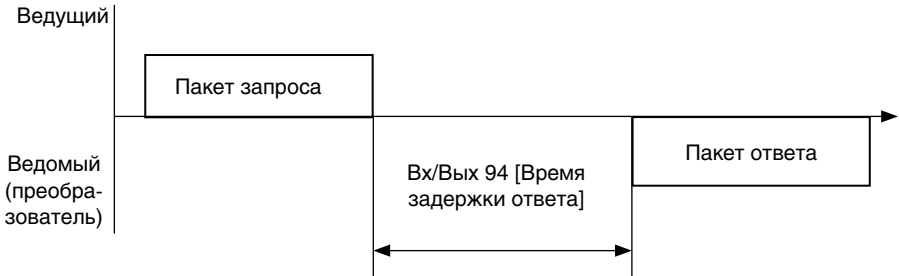 Ведущий
Пакет запроса
Ведомый
(преобра-
зователь)
Вх/Вых 94 [Время
задержки ответа]
Пакет ответа